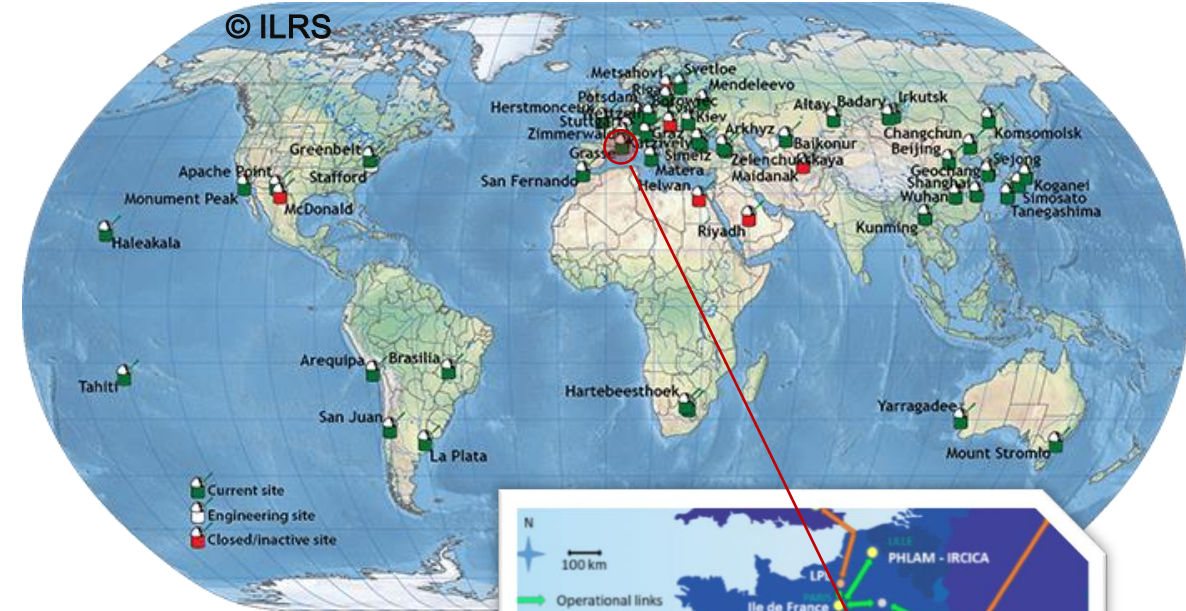 © ILRS
Metsahovi
Svetloe
Riga
Mendeleevo
Potsdam
Borowiec
Herstmonceux
Altay
Badary
Irkutsk
Kiev
Zimmerwald
Graz
Katzively
Arkhyz
Changchun
Komsomolsk
Greenbelt
Grasse
Simeiz
Baikonur
Beijing
Zelenchukskaya
Sejong
Apache Point
Stafford
San Fernando
Matera
Maidanak
Geochang
Helwan
Shanghai
Koganei
Monument Peak
McDonald
Wuhan
Simosato
Tanegashima
Haleakala
Riyadh
Kunming
Arequipa
Brasilia
Tahiti
Hartebeesthoek
San Juan
Yarragadee
La Plata
Mount Stromlo
Current site
Engineering site
Closed/inactive site
N
100 km
LILLE
PHLAM - IRCICA
PARIS
Operational links
Ile de France